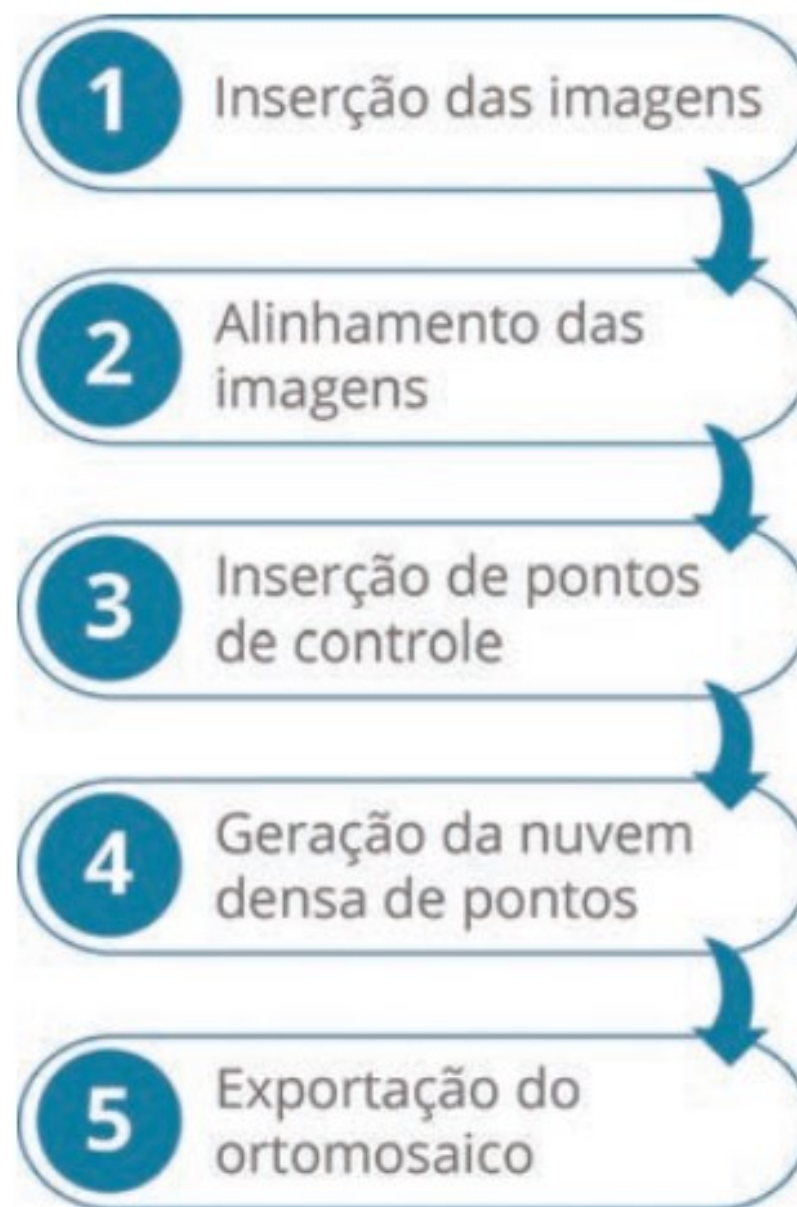 1 Inserção das imagens
2 Alinhamento das
imagens
3 Inserção de pontos
de controle
4 Geração da nuvem
densa de pontos
5 Exportação do
ortomosaico